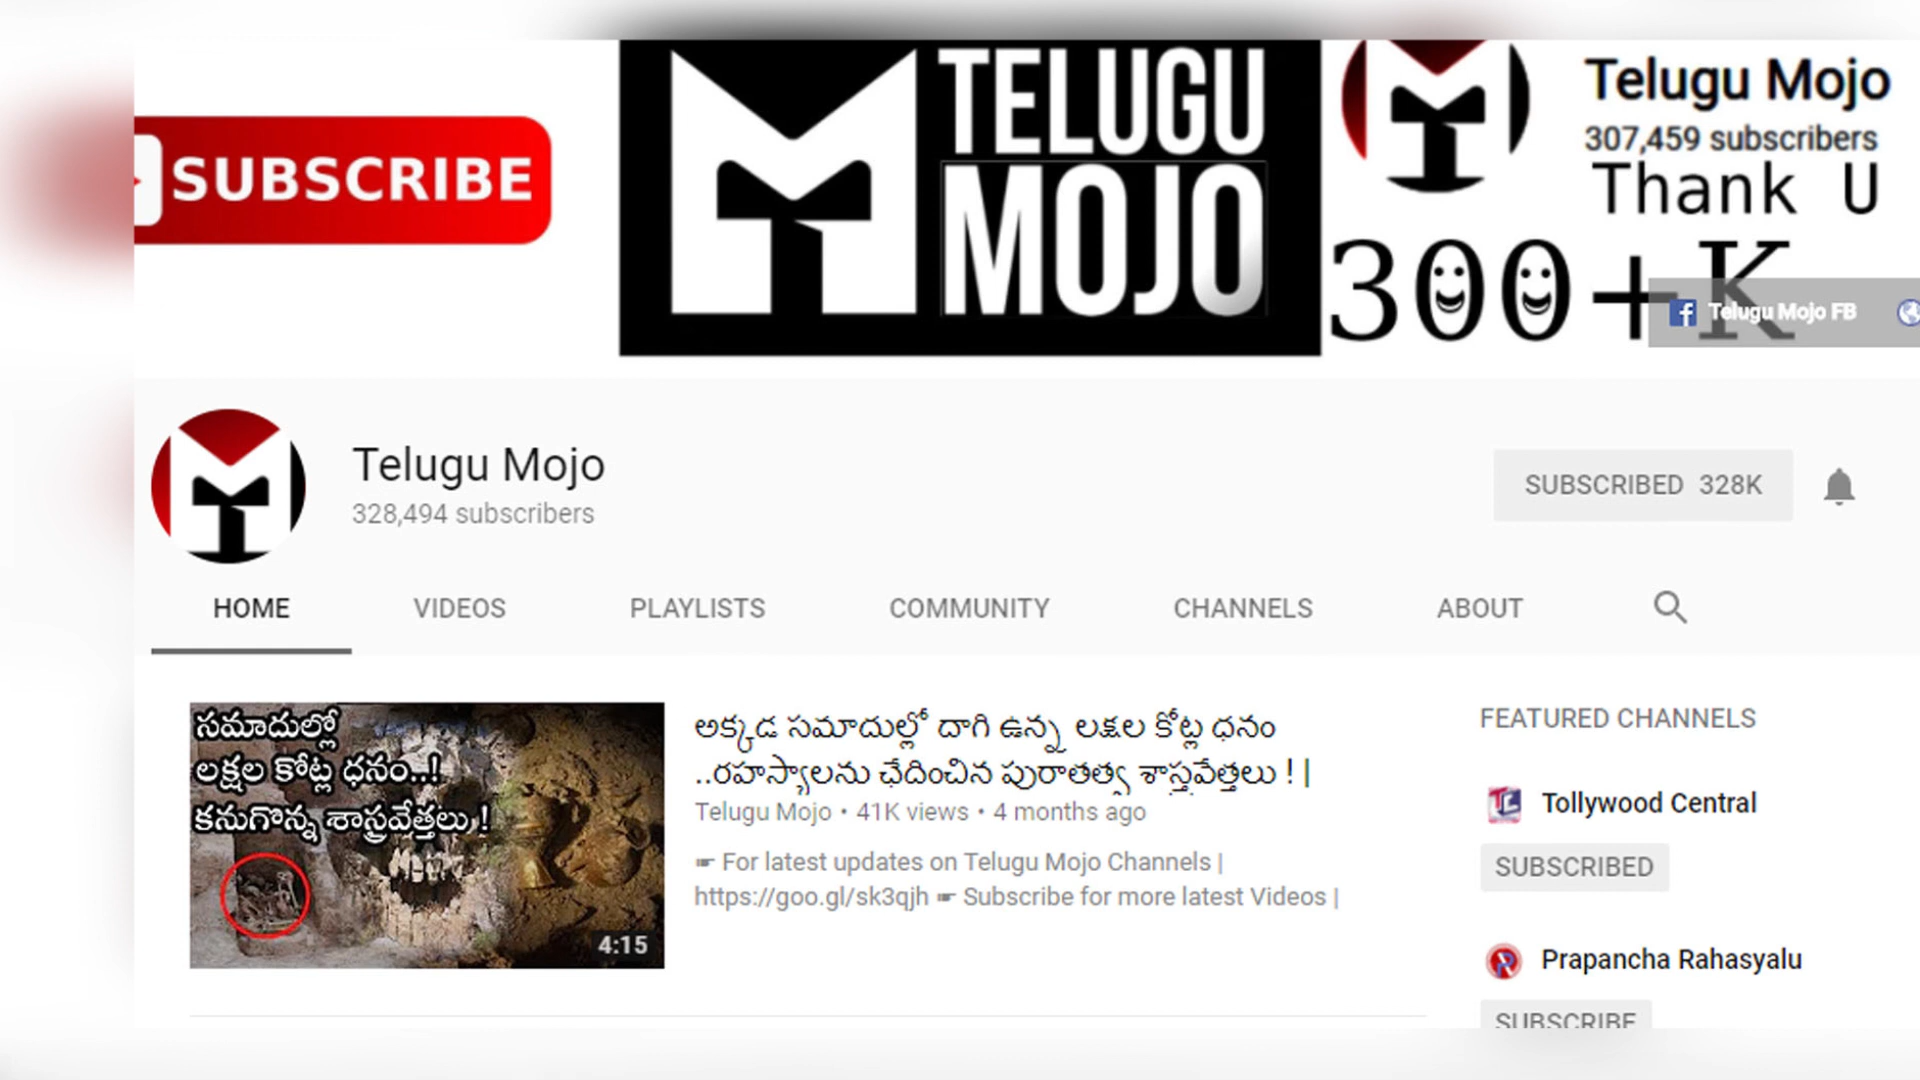 SUBSCRIBE
TELUGU
MOJO
Telugu Mojo
307,459 subscribers
Thank U
300+K
Telugu Mojo FB
Telugu Mojo
328,494 subscribers
SUBSCRIBED 328K
HOME VIDEOS PLAYLISTS COMMUNITY CHANNELS ABOUT
సమాదుల్లో
లక్షల కోట్ల ధనం..!
కనుగొన్న శాస్త్రవేత్తలు !
4:15
అక్కడ సమాదుల్లో దాగి ఉన్న లక్షల కోట్ల ధనం
..రహస్యాలను ఛేదించిన పురాతత్వ శాస్త్రవేత్తలు ! |
Telugu Mojo • 41K views • 4 months ago
☛ For latest updates on Telugu Mojo Channels |
https://goo.gl/sk3qjh ☛ Subscribe for more latest Videos |
FEATURED CHANNELS
Tollywood Central
SUBSCRIBED
Prapancha Rahasyalu
SUBSCRIBE